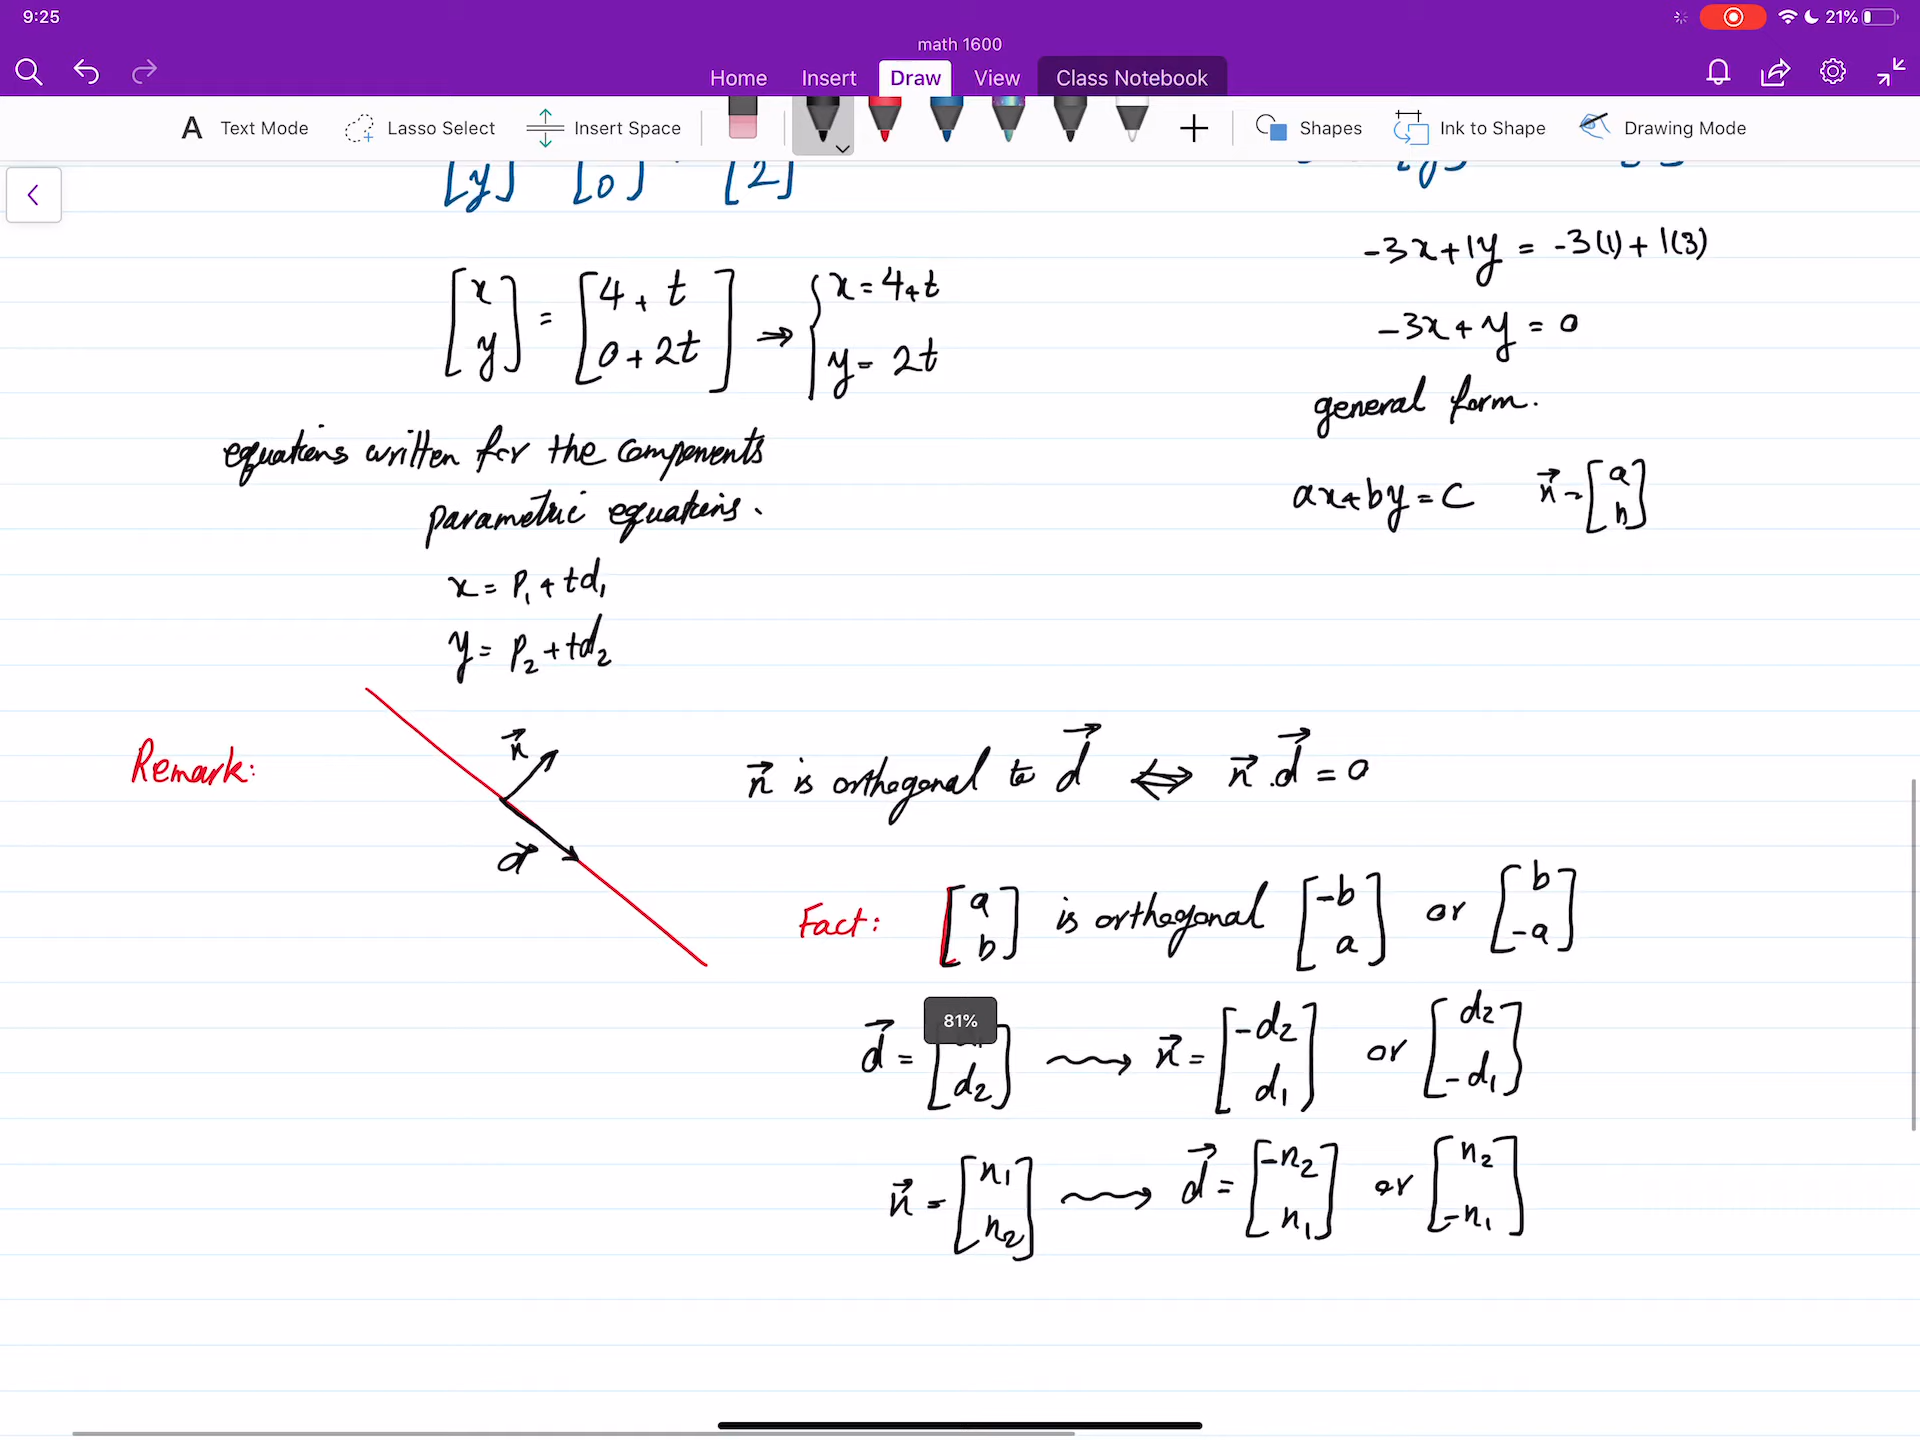 9:25
21%
math 1600
Home Insert Draw View Class Notebook
A Text Mode Lasso Select Insert Space Shapes Ink to Shape Drawing Mode
[y] [0] [2]
[x y] = [4 + t 0 + 2t] ⇒ { x = 4 + t y = 2t
equations written for the components
parametric equations.
x = p₁ + td₁
y = p₂ + td₂
-3x + 1y = -3(1) + 1(3)
-3x + y = 0
general form.
ax + by = c n⃗ = [a b]
Remark:
n⃗
d⃗
n⃗ is orthogonal to d⃗ ⟺ n⃗ . d⃗ = 0
Fact: [a b] is orthogonal [-b a] or [b -a]
81%
d⃗ = [ d₂] ⇝ n⃗ = [-d₂ d₁] or [d₂ -d₁]
n⃗ = [n₁ n₂] ⇝ d⃗ = [-n₂ n₁] or [n₂ -n₁]